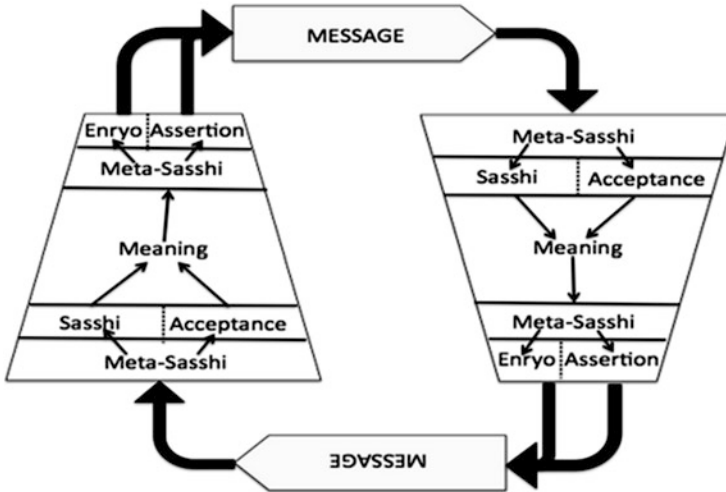 MESSAGE
Enryo Assertion
Meta-Sasshi
Meaning
Sasshi Acceptance
Meta-Sasshi
Meta-Sasshi
Sasshi Acceptance
Meaning
Meta-Sasshi
Enryo Assertion
MESSAGE